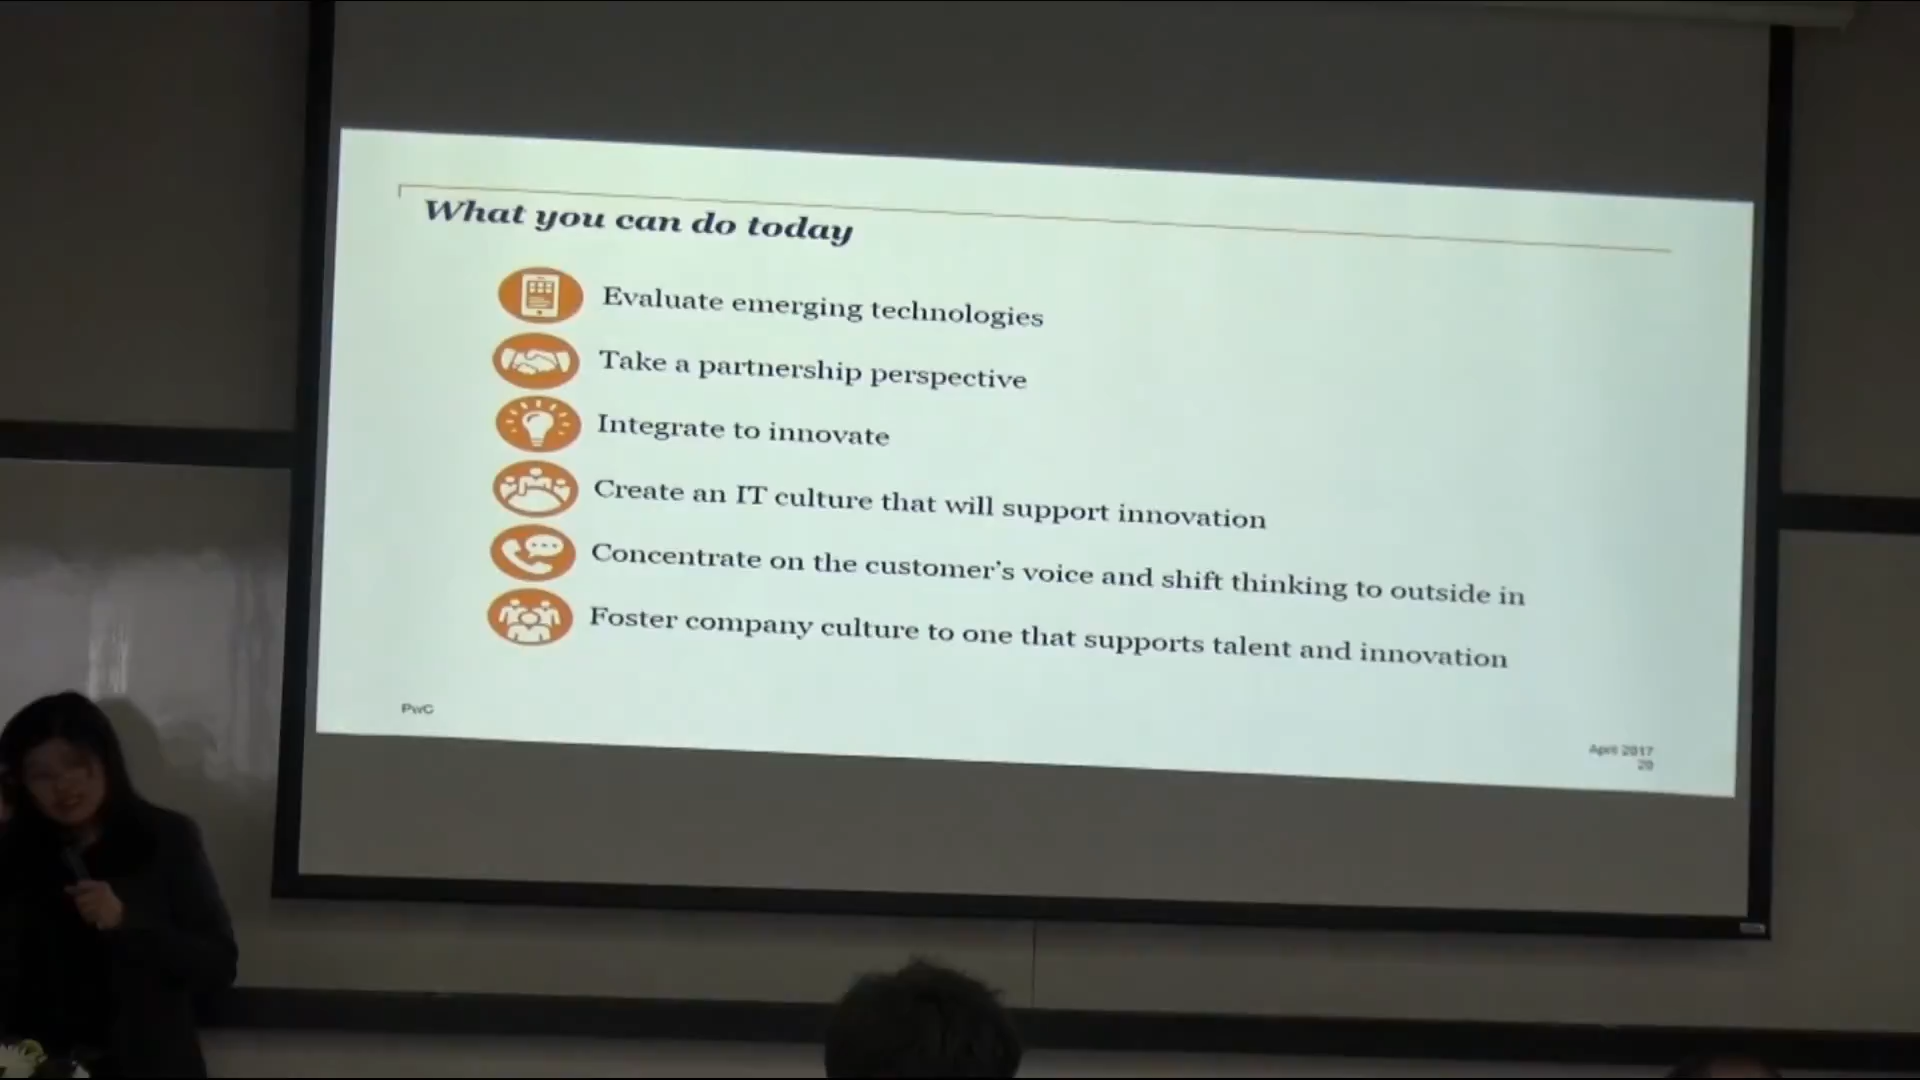 What you can do today
Evaluate emerging technologies
Take a partnership perspective
Integrate to innovate
Create an IT culture that will support innovation
Concentrate on the customer's voice and shift thinking to outside in
Foster company culture to one that supports talent and innovation
PwC
April 2017
20